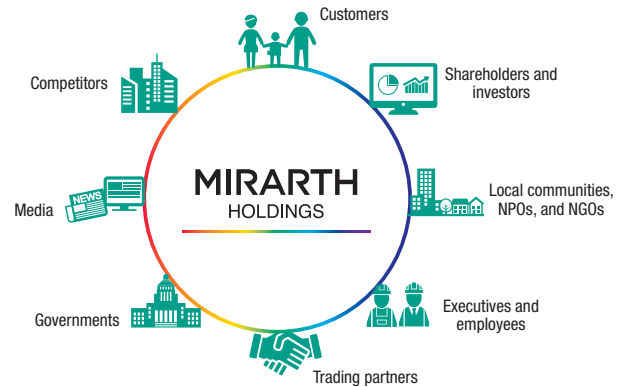 Customers
Shareholders and
investors
Local communities,
NPOs, and NGOs
Executives and
employees
Trading partners
Governments
Media
NEWS
Competitors
MIRARTH
HOLDINGS